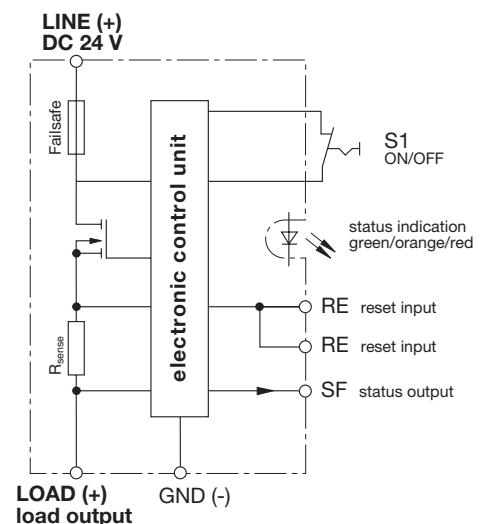 LINE (+)
DC 24 V
Failsafe
electronic control unit
S1
ON/OFF
status indication
green/orange/red
RE reset input
RE reset input
Rsense
SF status output
LOAD (+)
load output
GND (-)